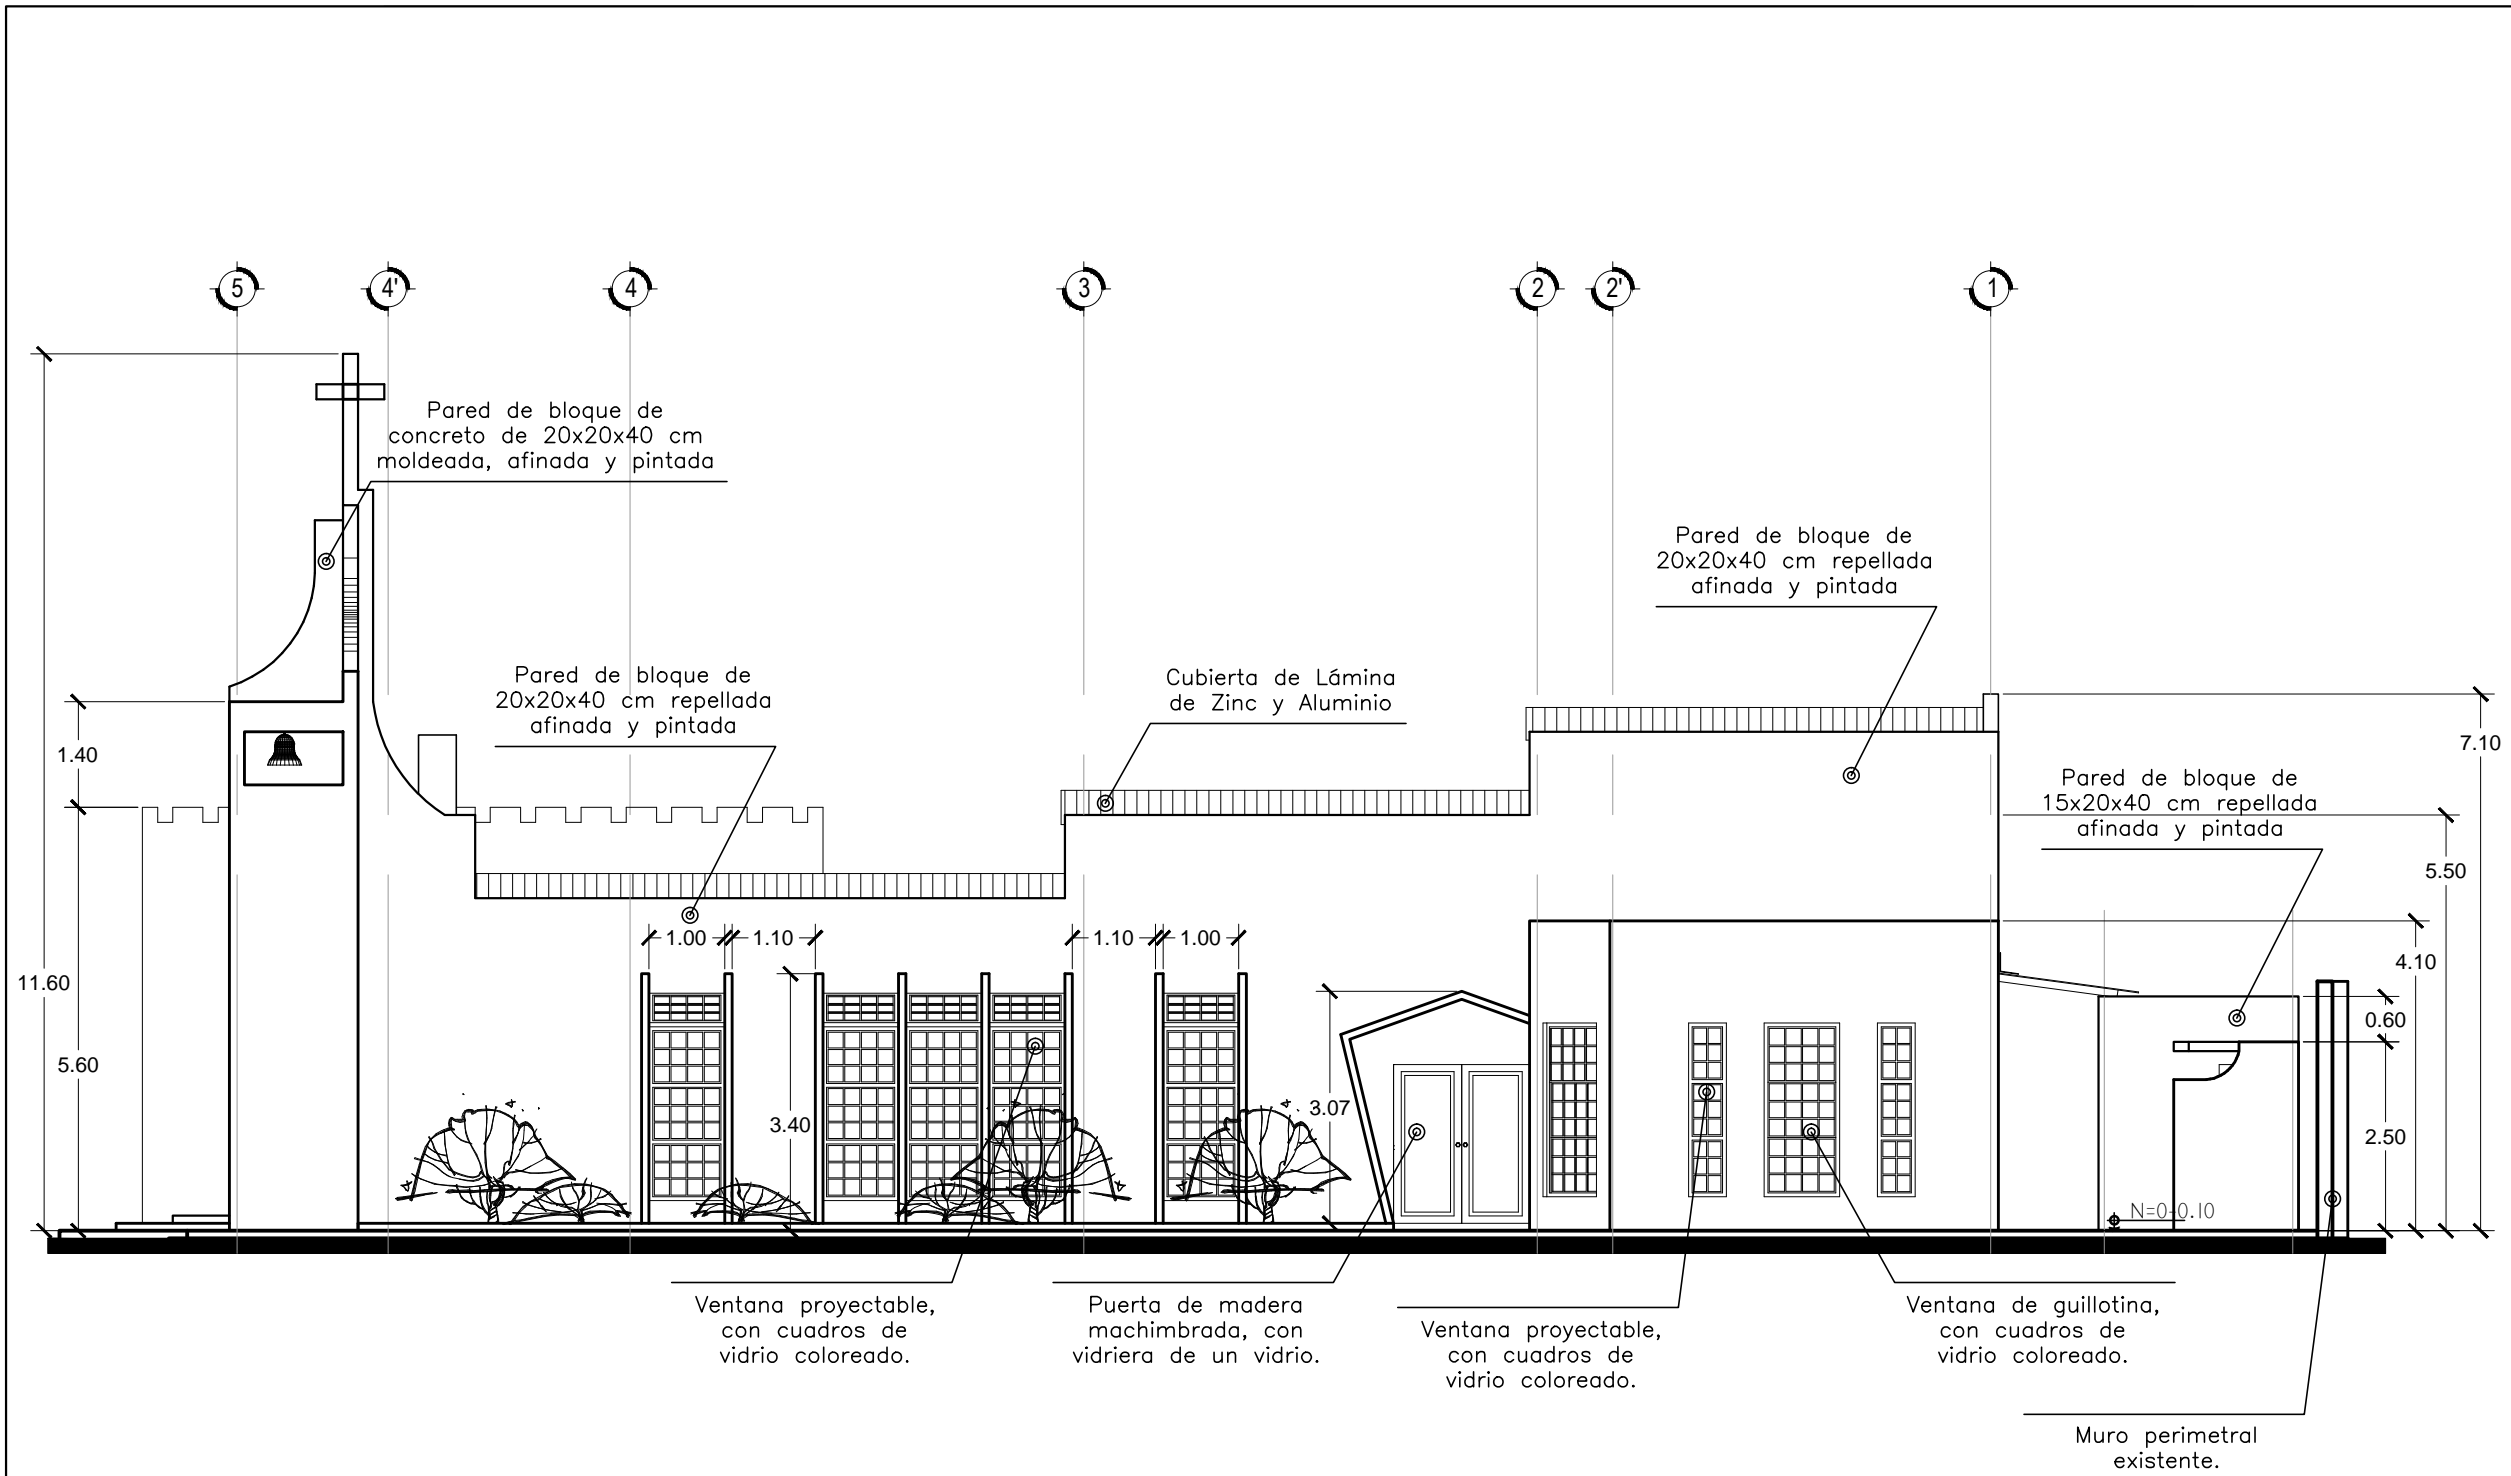 5
4'
4
3
2
2'
1
Pared de bloque de
concreto de 20x20x40 cm
moldeada, afinada y pintada
Pared de bloque de
20x20x40 cm repellada
afinada y pintada
Pared de bloque de
20x20x40 cm repellada
afinada y pintada
Cubierta de Lámina
de Zinc y Aluminio
Pared de bloque de
15x20x40 cm repellada
afinada y pintada
1.40
7.10
5.50
1.00
1.10
1.10
1.00
4.10
11.60
0.60
5.60
3.40
3.07
2.50
N=0-0.10
Ventana proyectable,
con cuadros de
vidrio coloreado.
Puerta de madera
machimbrada, con
vidriera de un vidrio.
Ventana proyectable,
con cuadros de
vidrio coloreado.
Ventana de guillotina,
con cuadros de
vidrio coloreado.
Muro perimetral
existente.